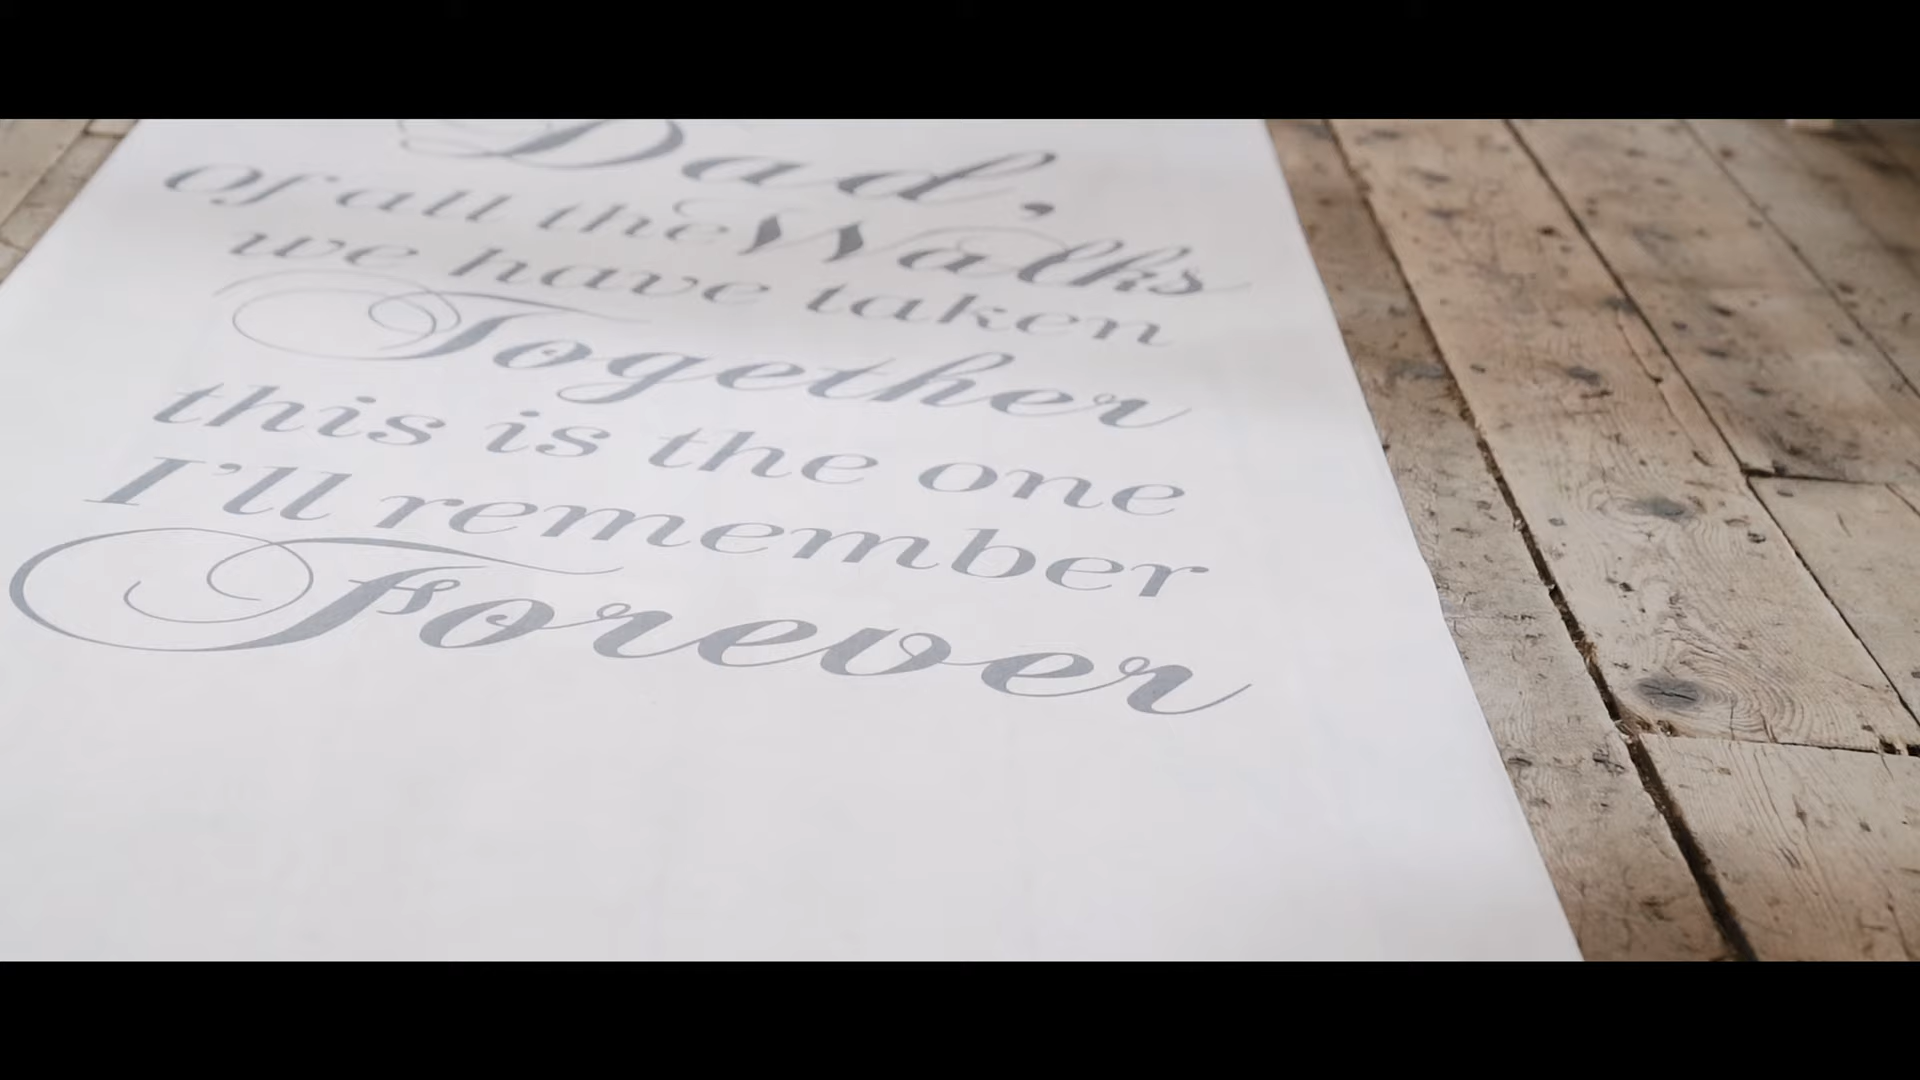 Dad,
Of all the Walks
we have taken
Together
this is the one
I'll remember
Forever